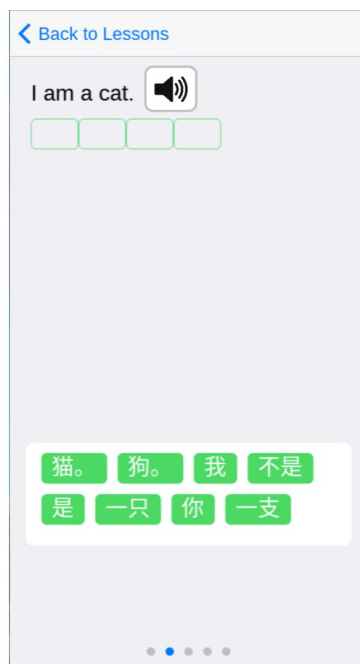 Back to Lessons
I am a cat.
猫。 狗。 我 不是
是 一只 你 一支